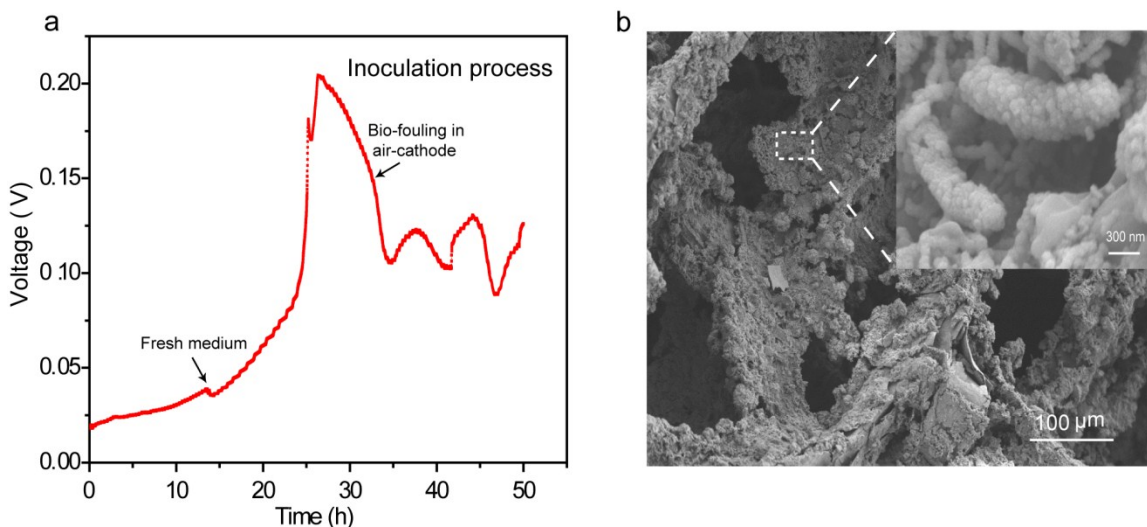 a
Inoculation process
Bio-fouling in
air-cathode
Fresh medium
Voltage ( V)
0.20
0.15
0.10
0.05
0.00
0
10
20
30
40
50
Time (h)
b
300 nm
100 µm